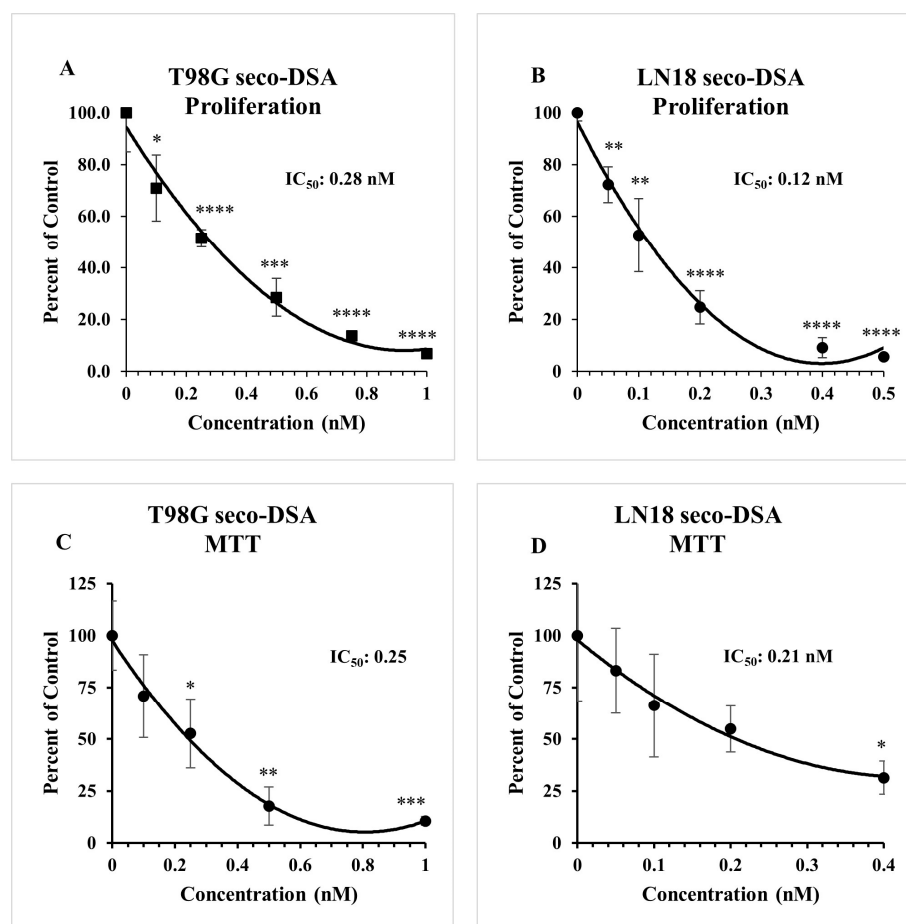 A
T98G seco-DSA
Proliferation
100.0
80.0
60.0
40.0
20.0
0.0
Percent of Control
*
****
***
****
****
IC50: 0.28 nM
0 0.2 0.4 0.6 0.8 1
Concentration (nM)
B
LN18 seco-DSA
Proliferation
100
80
60
40
20
0
Percent of Control
**
**
****
****
****
IC50: 0.12 nM
0 0.1 0.2 0.3 0.4 0.5
Concentration (nM)
C
T98G seco-DSA
MTT
125
100
75
50
25
0
Percent of Control
*
**
***
IC50: 0.25
0 0.2 0.4 0.6 0.8 1
Concentration (nM)
D
LN18 seco-DSA
MTT
125
100
75
50
25
0
Percent of Control
*
IC50: 0.21 nM
0 0.1 0.2 0.3 0.4
Concentration (nM)